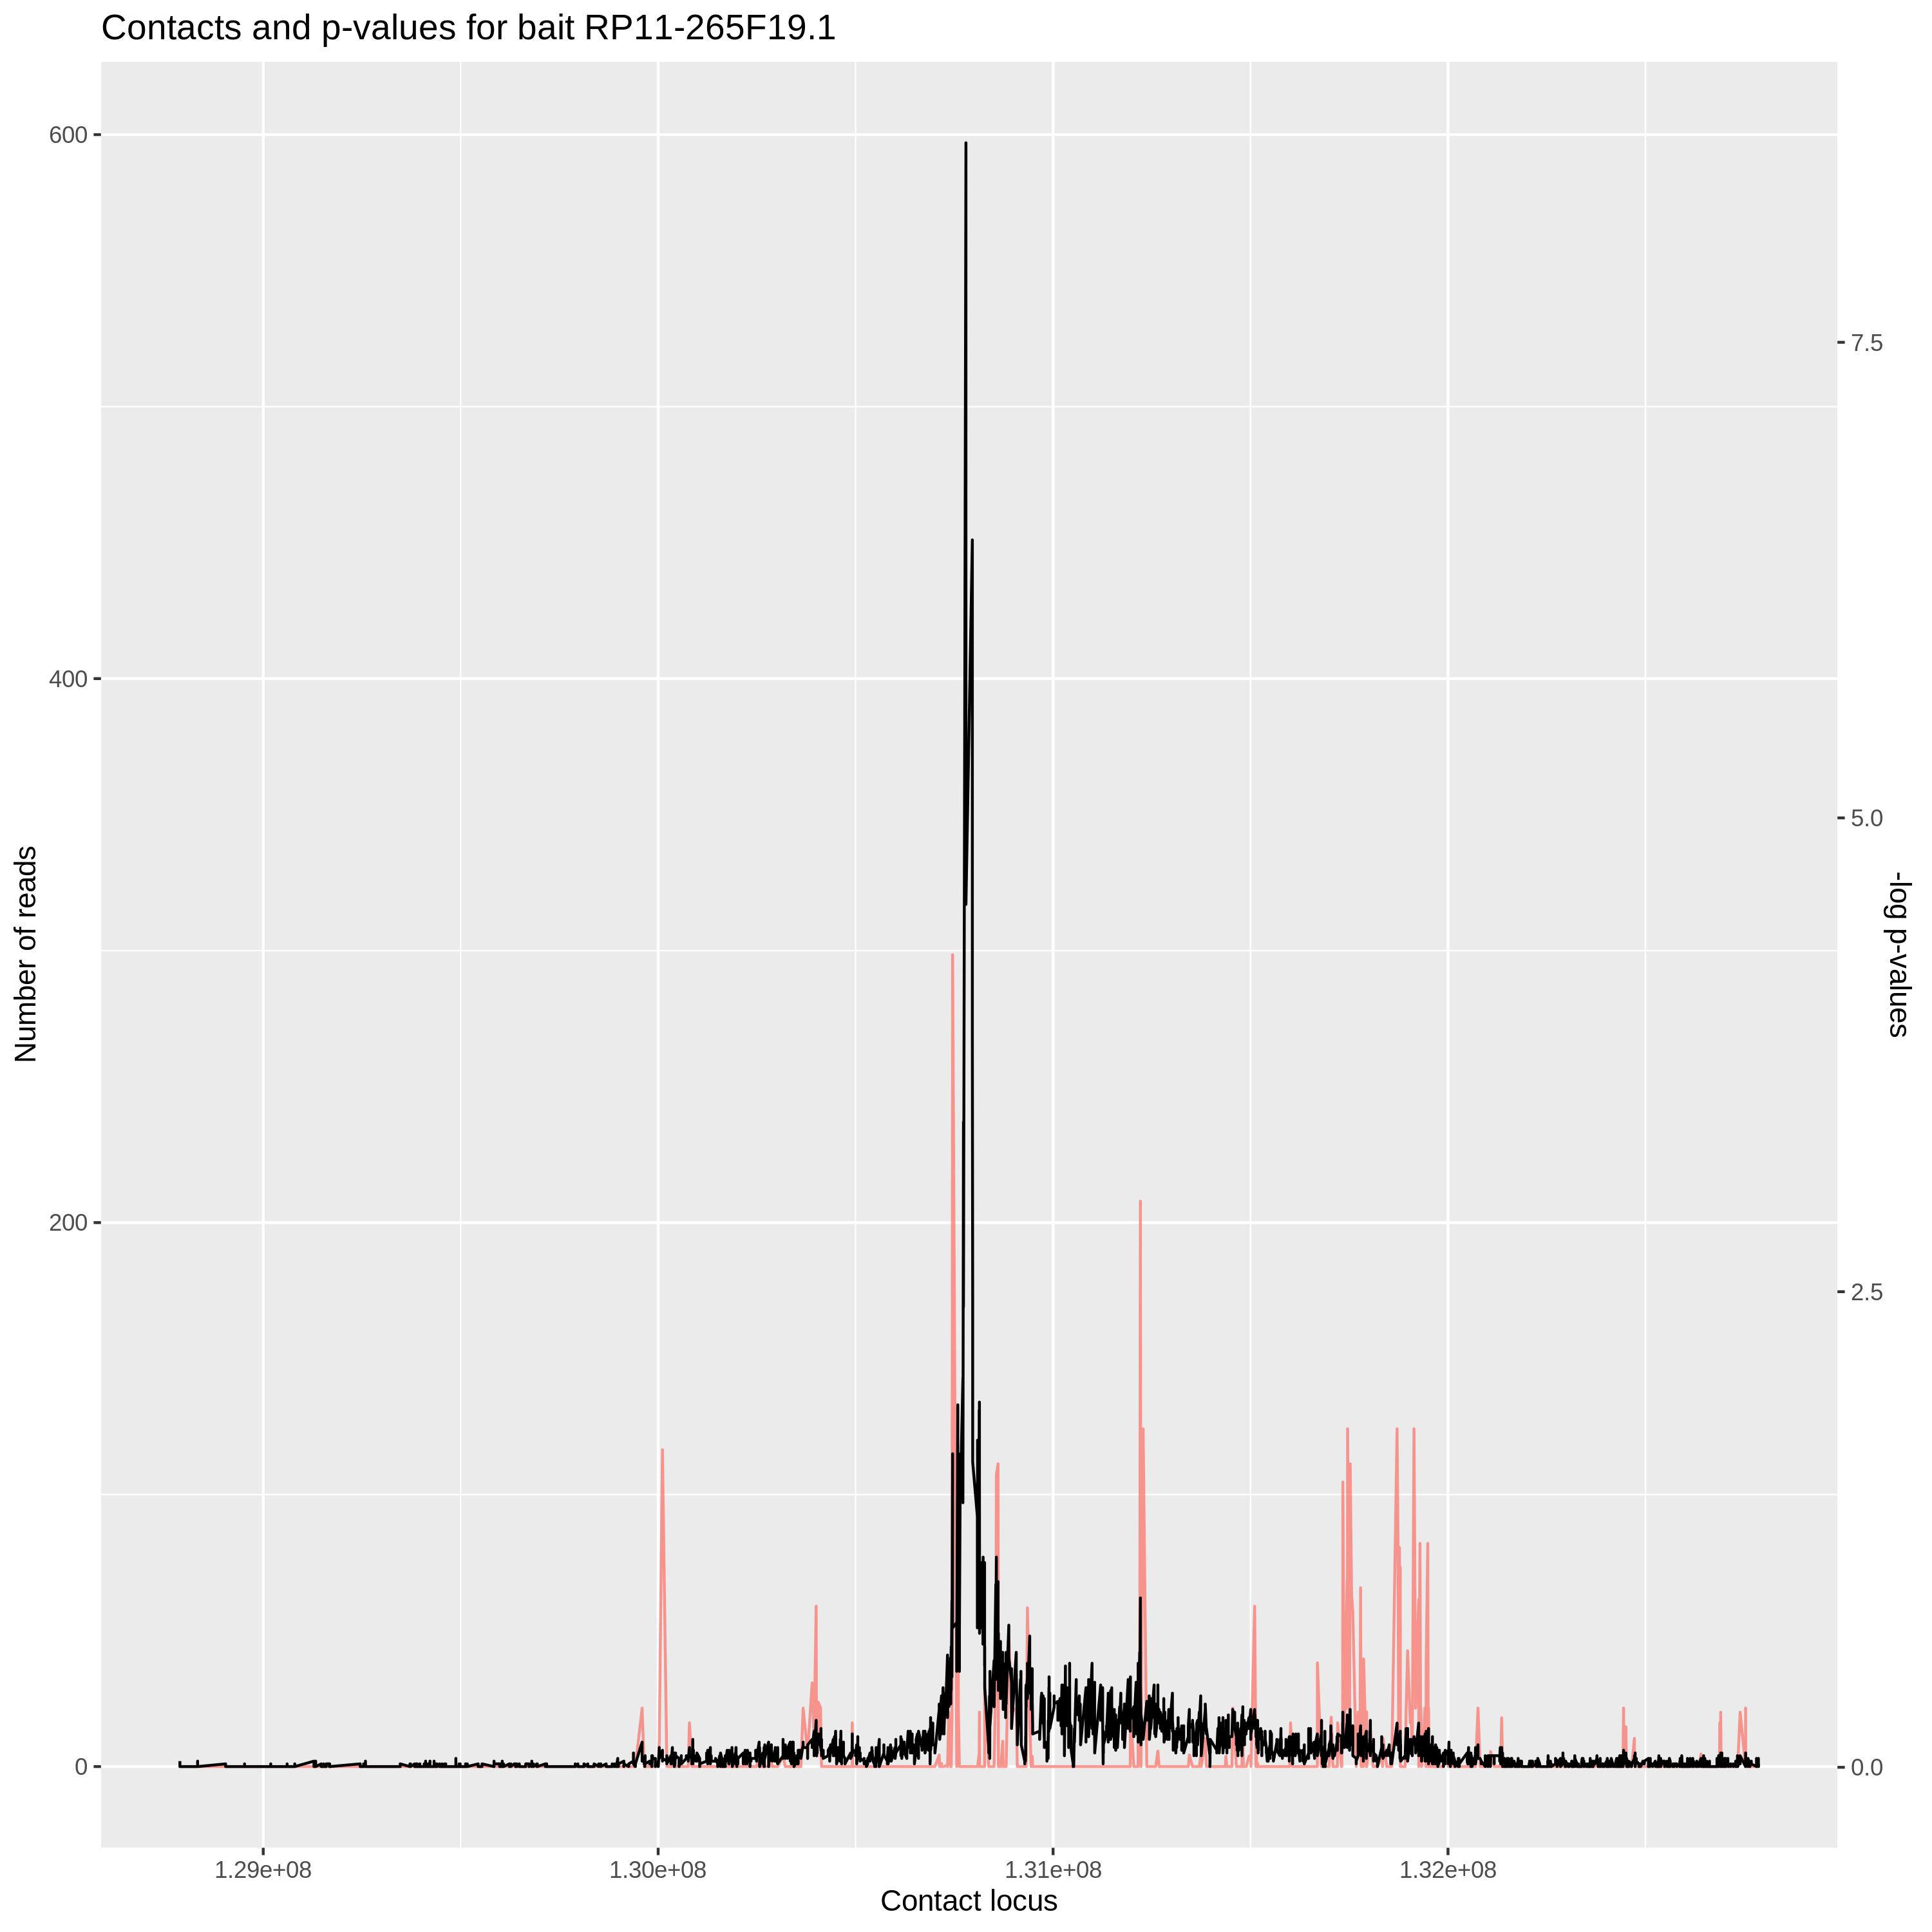 Contacts and p-values for bait RP11-265F19.1
600
400
200
0
Number of reads
7.5
5.0
2.5
0.0
-log p-values
1.29e+08
1.30e+08
1.31e+08
1.32e+08
Contact locus